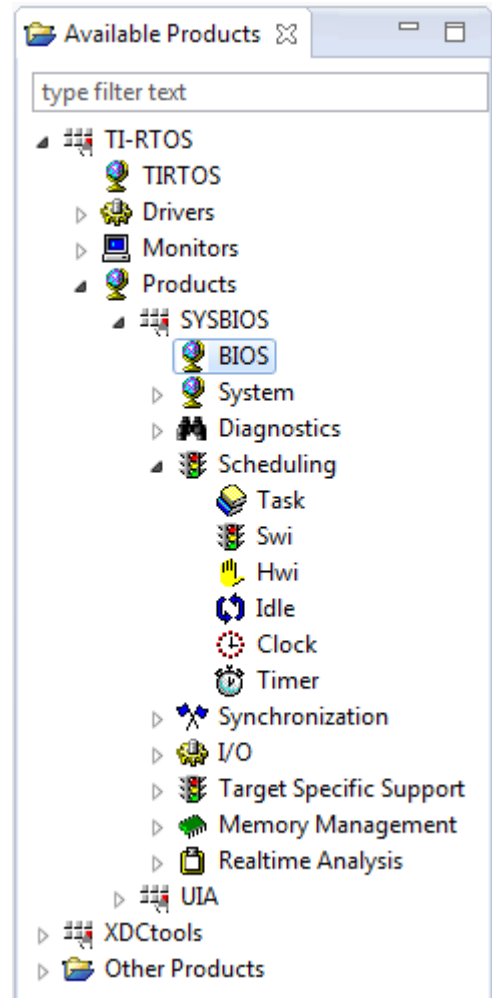 Available Products
type filter text
TI-RTOS
TIRTOS
Drivers
Monitors
Products
SYSBIOS
BIOS
System
Diagnostics
Scheduling
Task
Swi
Hwi
Idle
Clock
Timer
Synchronization
I/O
Target Specific Support
Memory Management
Realtime Analysis
UIA
XDCtools
Other Products